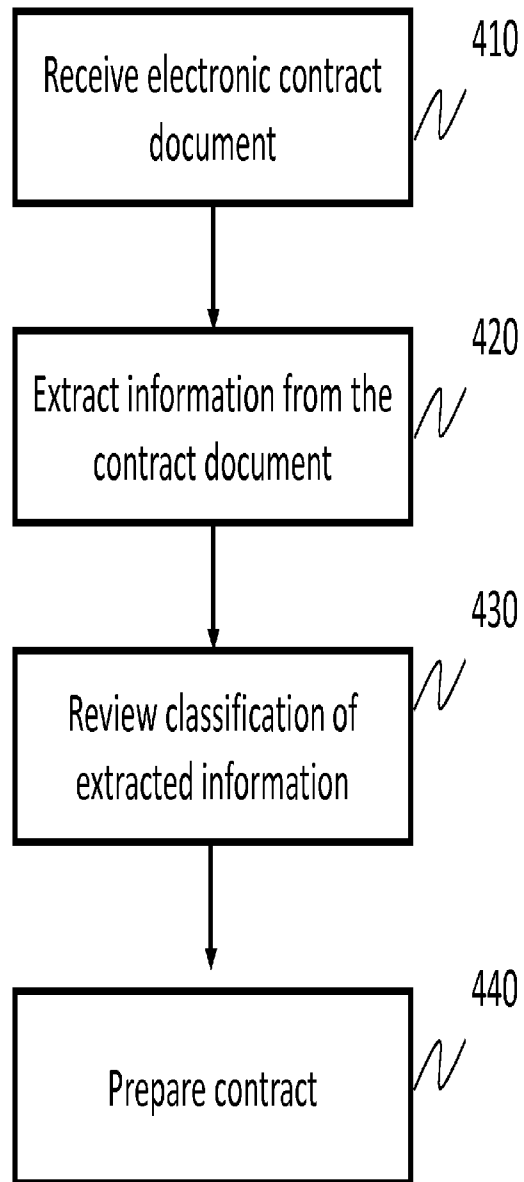 410
Receive electronic contract
document
420
Extract information from the
contract document
430
Review classification of
extracted information
440
Prepare contract